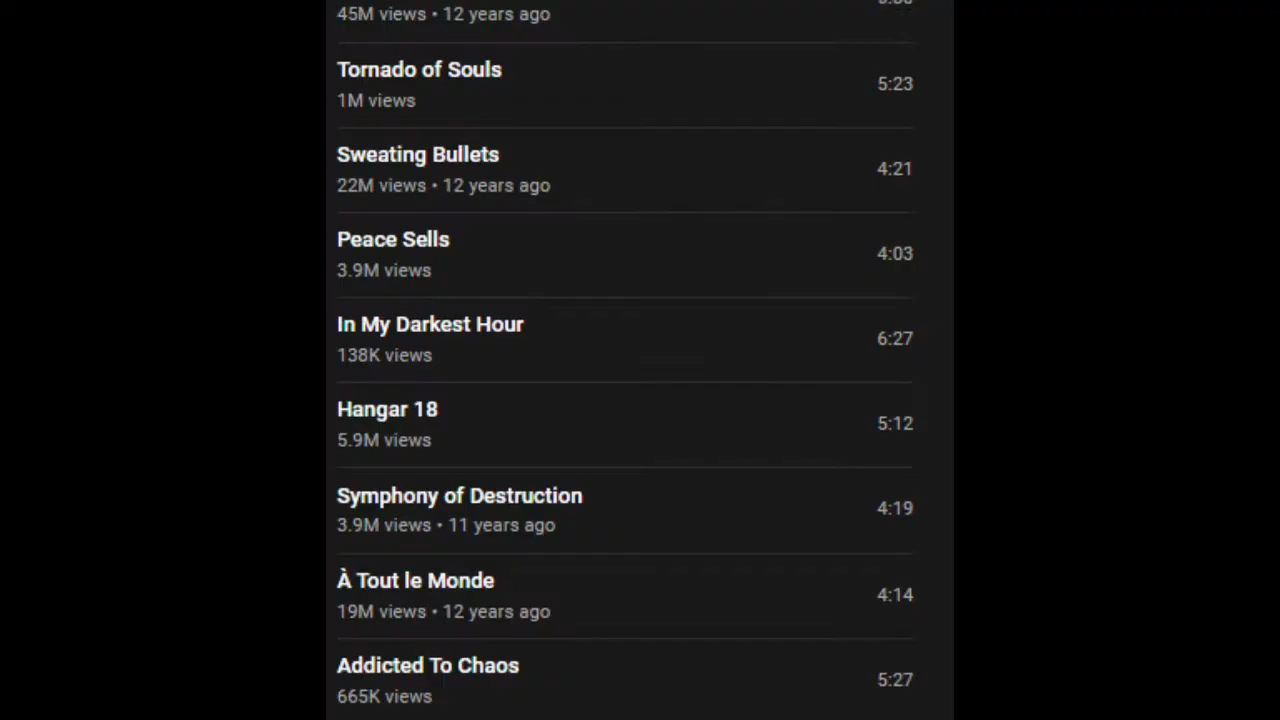 45M views • 12 years ago
Tornado of Souls
5:23
1M views
Sweating Bullets
4:21
22M views • 12 years ago
Peace Sells
4:03
3.9M views
In My Darkest Hour
6:27
138K views
Hangar 18
5:12
5.9M views
Symphony of Destruction
4:19
3.9M views • 11 years ago
À Tout le Monde
4:14
19M views • 12 years ago
Addicted To Chaos
5:27
665K views